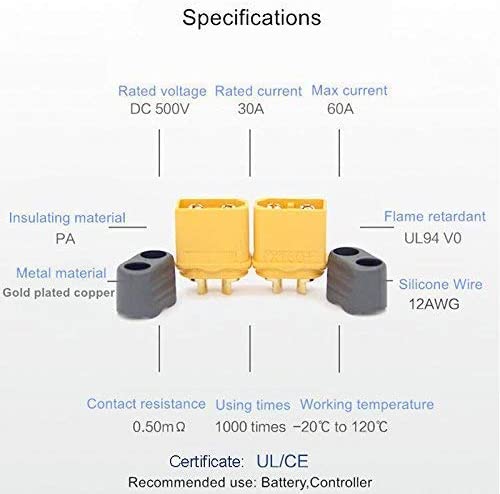 Specifications
Rated voltage Rated current Max current
DC 500V 30A 60A
Insulating material Flame retardant
PA UL94 V0
Metal material Silicone Wire
Gold plated copper 12AWG
Contact resistance Using times Working temperature
0.50mΩ 1000 times −20℃ to 120℃
Certificate: UL/CE
Recommended use: Battery,Controller